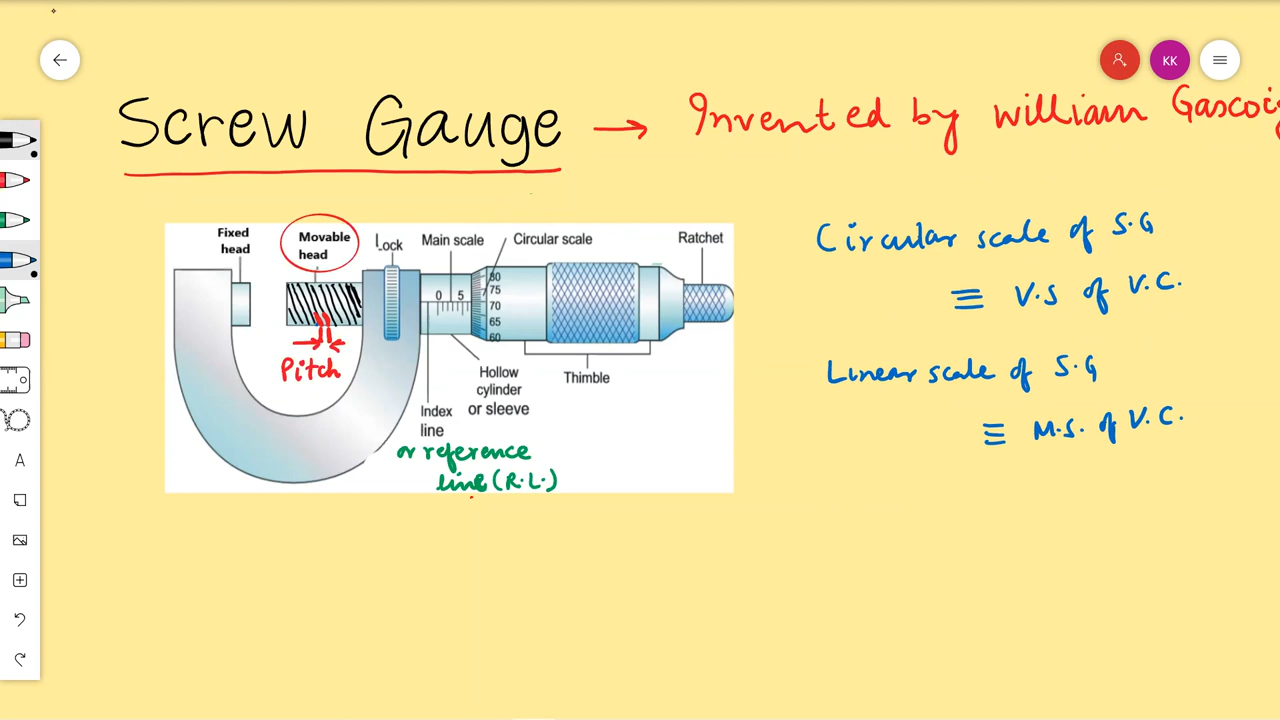 KK
Screw Gauge → Invented by William
Fixed head
Movable head
Lock
Main scale
Circular scale
Ratchet
0 5
80
75
70
65
60
Pitch
Thimble
Hollow cylinder or sleeve
Index line
or reference
line (R.L.)
Circular scale of S.G
≡ V.S of V.C.
Linear scale of S.G
≡ M.S. of V.C.
A